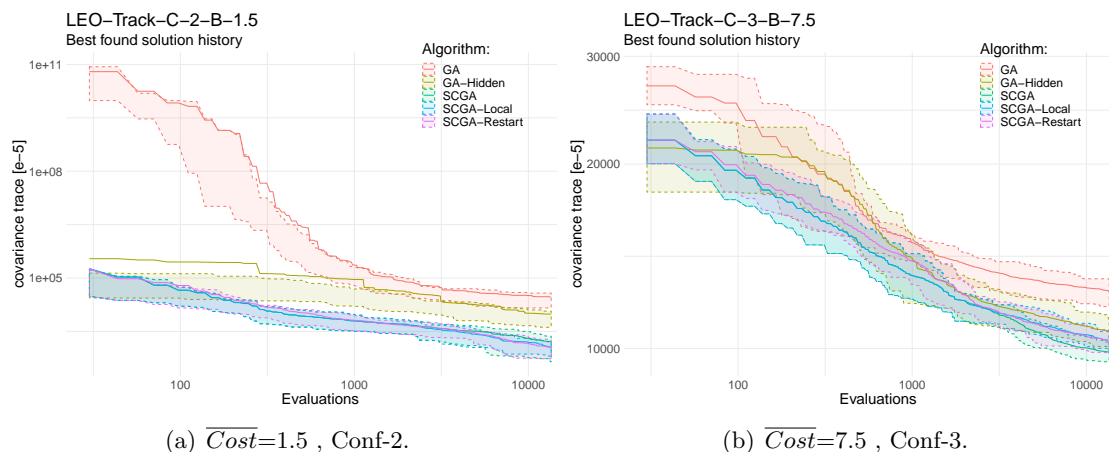 LEO−Track−C−2−B−1.5
Best found solution history
Algorithm:
GA
GA−Hidden
SCGA
SCGA−Local
SCGA−Restart
1e+11
1e+08
1e+05
covariance trace [e−5]
100
1000
10000
Evaluations
(a) Cost=1.5 , Conf-2.
LEO−Track−C−3−B−7.5
Best found solution history
Algorithm:
GA
GA−Hidden
SCGA
SCGA−Local
SCGA−Restart
30000
20000
10000
covariance trace [e−5]
100
1000
10000
Evaluations
(b) Cost=7.5 , Conf-3.